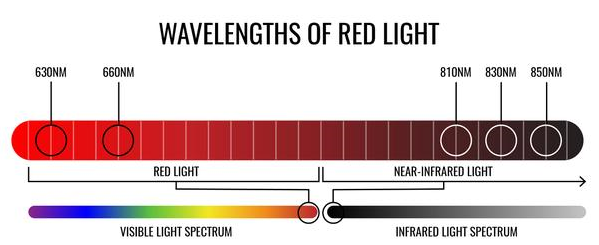 WAVELENGTHS OF RED LIGHT
630NM 660NM 810NM 830NM 850NM
RED LIGHT NEAR-INFRARED LIGHT
VISIBLE LIGHT SPECTRUM INFRARED LIGHT SPECTRUM